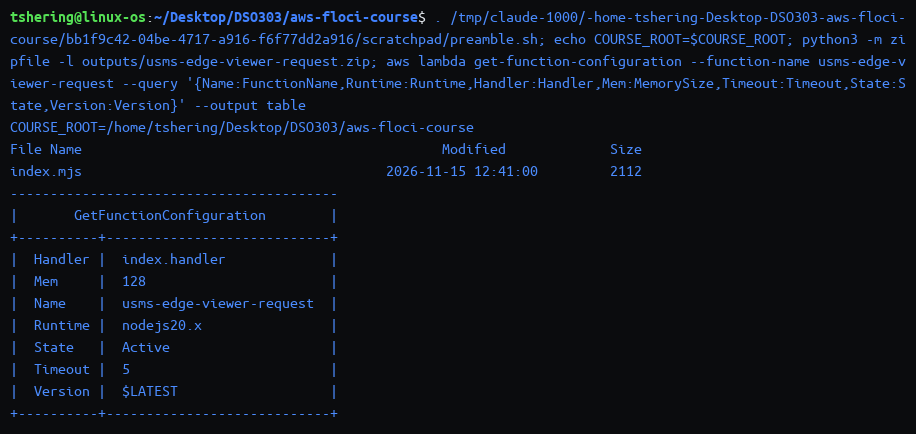 tshering@linux-os:~/Desktop/DSO303/aws-floci-course$ . /tmp/claude-1000/-home-tshering-Desktop-DSO303-aws-floci-
course/bb1f9c42-04be-4717-a916-f6f77dd2a916/scratchpad/preamble.sh; echo COURSE_ROOT=$COURSE_ROOT; python3 -m zi
pfile -l outputs/usms-edge-viewer-request.zip; aws lambda get-function-configuration --function-name usms-edge-v
iewer-request --query '{Name:FunctionName,Runtime:Runtime,Handler:Handler,Mem:MemorySize,Timeout:Timeout,State:S
tate,Version:Version}' --output table
COURSE_ROOT=/home/tshering/Desktop/DSO303/aws-floci-course
File Name                                             Modified             Size
index.mjs                                      2026-11-15 12:41:00         2112
-----------------------------------------
|       GetFunctionConfiguration        |
+----------+----------------------------+
|  Handler |  index.handler             |
|  Mem     |  128                       |
|  Name    |  usms-edge-viewer-request  |
|  Runtime |  nodejs20.x                |
|  State   |  Active                    |
|  Timeout |  5                         |
|  Version |  $LATEST                   |
+----------+----------------------------+